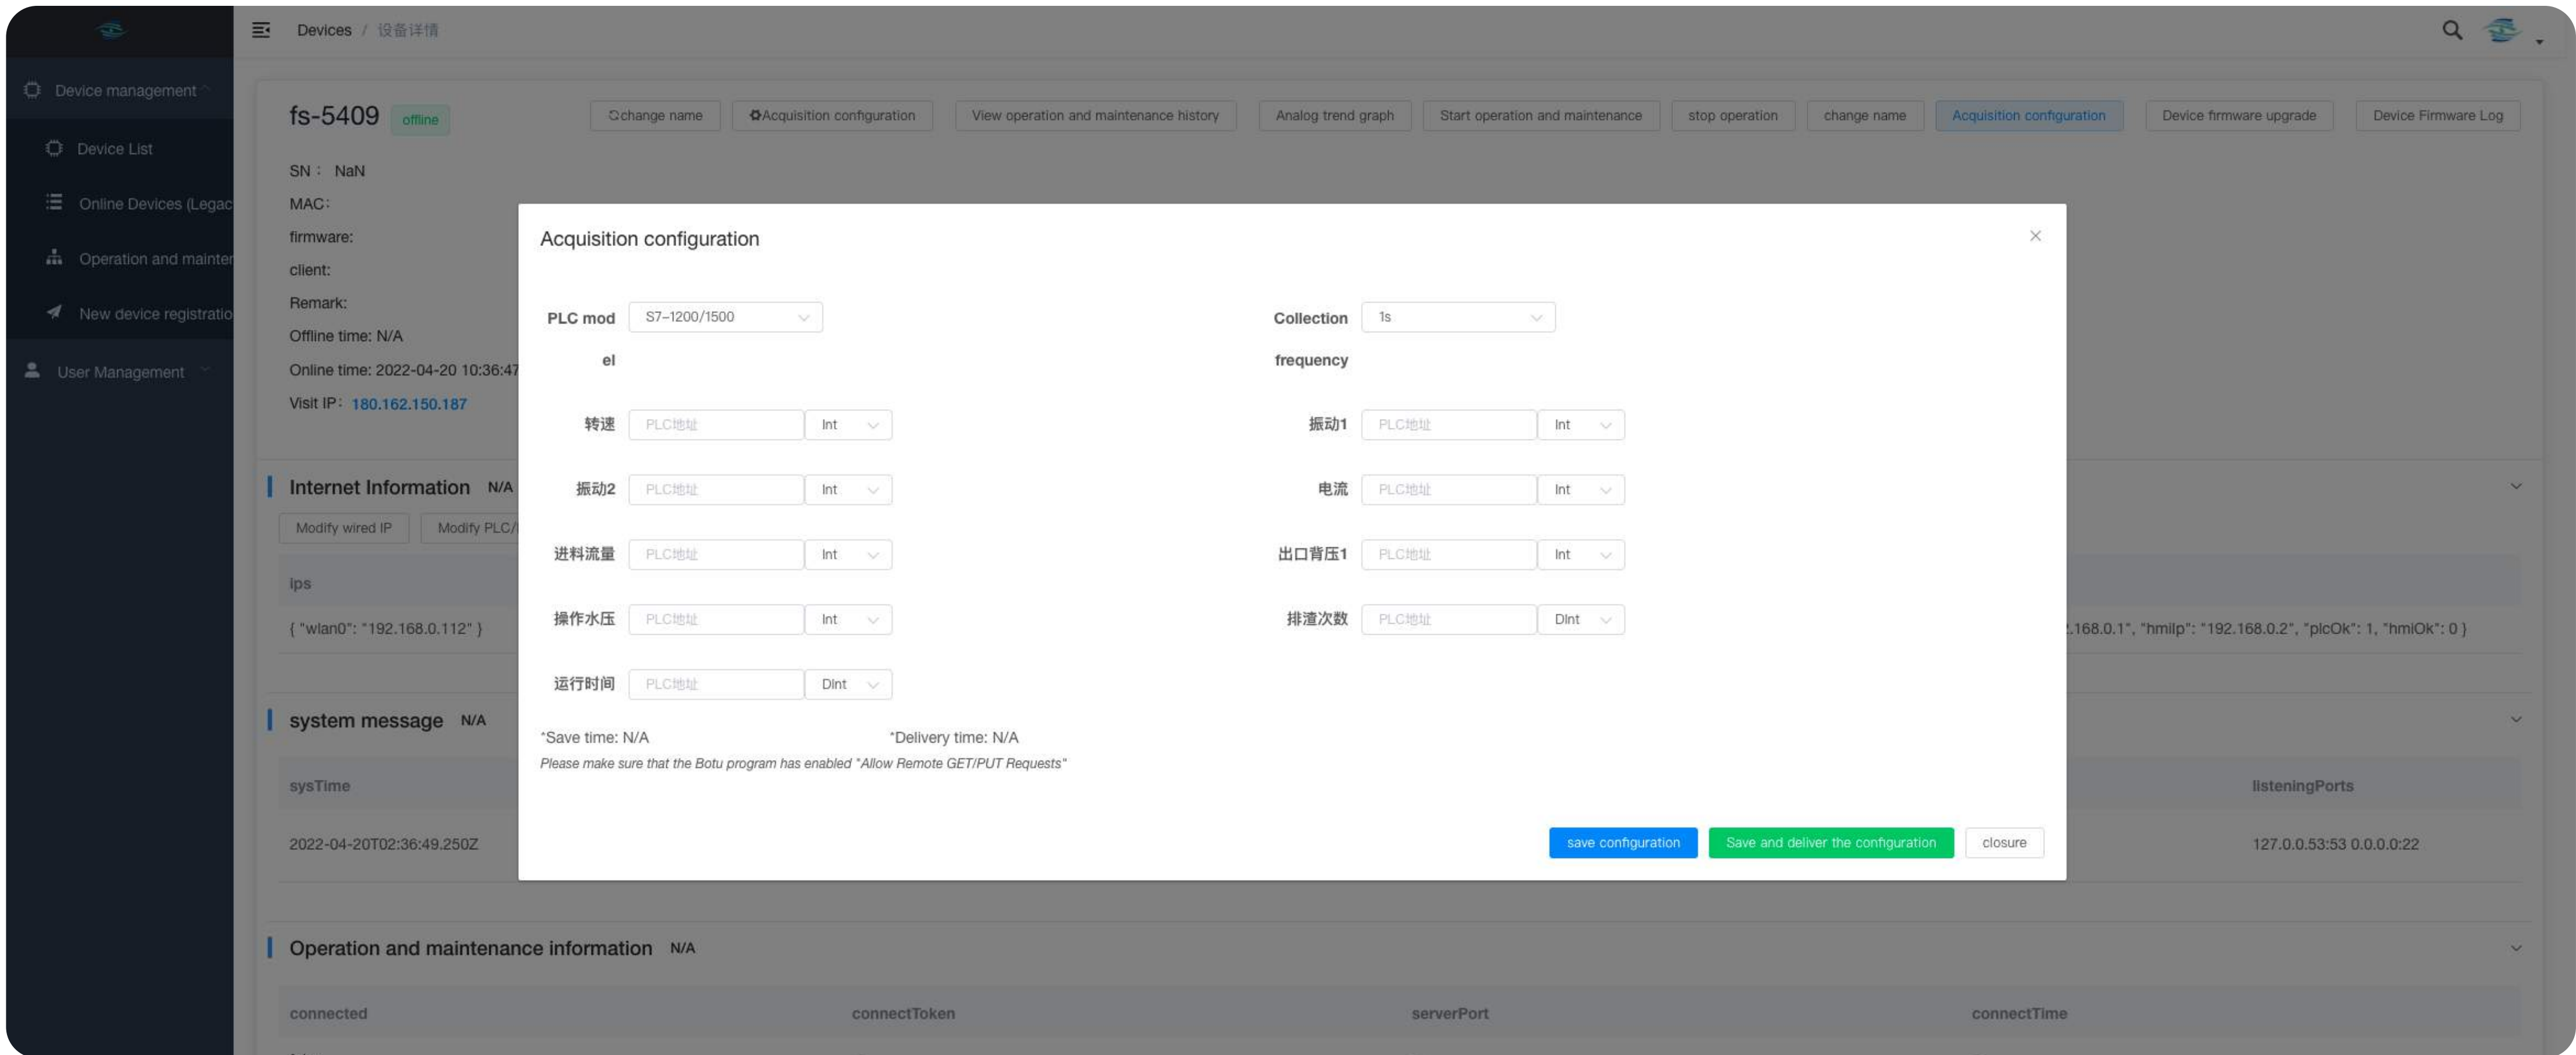 Devices / 设备详情
Device management
Device List
Online Devices (Legac
Operation and mainter
New device registratio
User Management
fs-5409 offline
change name
Acquisition configuration
View operation and maintenance history
Analog trend graph
Start operation and maintenance
stop operation
change name
Acquisition configuration
Device firmware upgrade
Device Firmware Log
SN： NaN
MAC:
firmware:
client:
Remark:
Offline time: N/A
Online time: 2022-04-20 10:36:47
Visit IP： 180.162.150.187
Internet Information N/A
Modify wired IP
Modify PLC/
ips
{ "wlan0": "192.168.0.112" }
.168.0.1", "hmiIp": "192.168.0.2", "plcOk": 1, "hmiOk": 0 }
system message N/A
sysTime
listeningPorts
2022-04-20T02:36:49.250Z
127.0.0.53:53 0.0.0.0:22
Operation and maintenance information N/A
connected connectToken serverPort connectTime
Acquisition configuration
PLC mod
el
S7-1200/1500
Collection
frequency
1s
转速 PLC地址 Int
振动1 PLC地址 Int
振动2 PLC地址 Int
电流 PLC地址 Int
进料流量 PLC地址 Int
出口背压1 PLC地址 Int
操作水压 PLC地址 Int
排渣次数 PLC地址 DInt
运行时间 PLC地址 DInt
*Save time: N/A *Delivery time: N/A
Please make sure that the Botu program has enabled "Allow Remote GET/PUT Requests"
save configuration
Save and deliver the configuration
closure